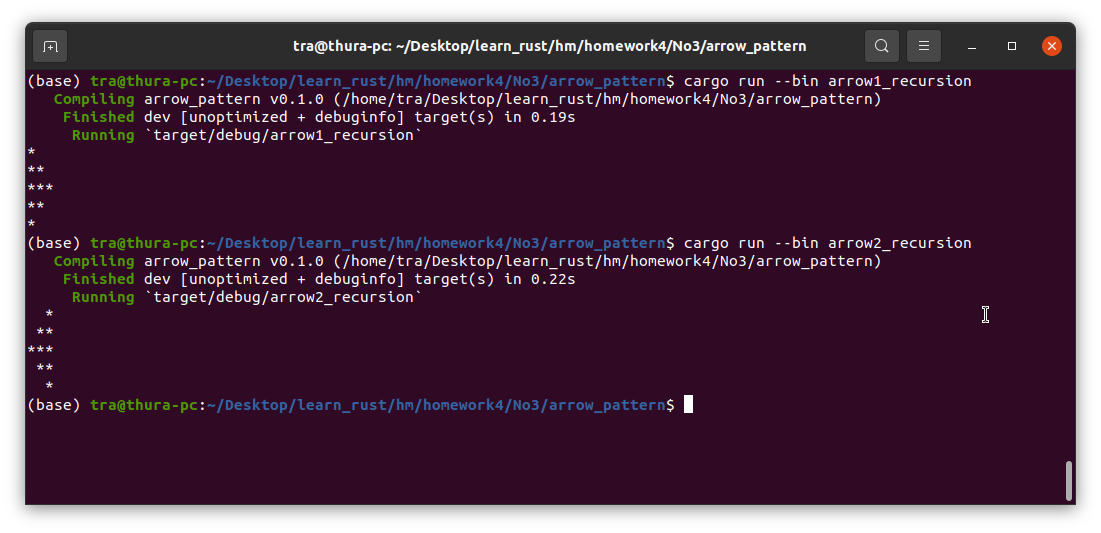 tra@thura-pc: ~/Desktop/learn_rust/hm/homework4/No3/arrow_pattern
(base) tra@thura-pc:~/Desktop/learn_rust/hm/homework4/No3/arrow_pattern$ cargo run --bin arrow1_recursion
   Compiling arrow_pattern v0.1.0 (/home/tra/Desktop/learn_rust/hm/homework4/No3/arrow_pattern)
    Finished dev [unoptimized + debuginfo] target(s) in 0.19s
     Running `target/debug/arrow1_recursion`
*
**
***
**
*
(base) tra@thura-pc:~/Desktop/learn_rust/hm/homework4/No3/arrow_pattern$ cargo run --bin arrow2_recursion
   Compiling arrow_pattern v0.1.0 (/home/tra/Desktop/learn_rust/hm/homework4/No3/arrow_pattern)
    Finished dev [unoptimized + debuginfo] target(s) in 0.22s
     Running `target/debug/arrow2_recursion`
  *
 **
***
 **
  *
(base) tra@thura-pc:~/Desktop/learn_rust/hm/homework4/No3/arrow_pattern$